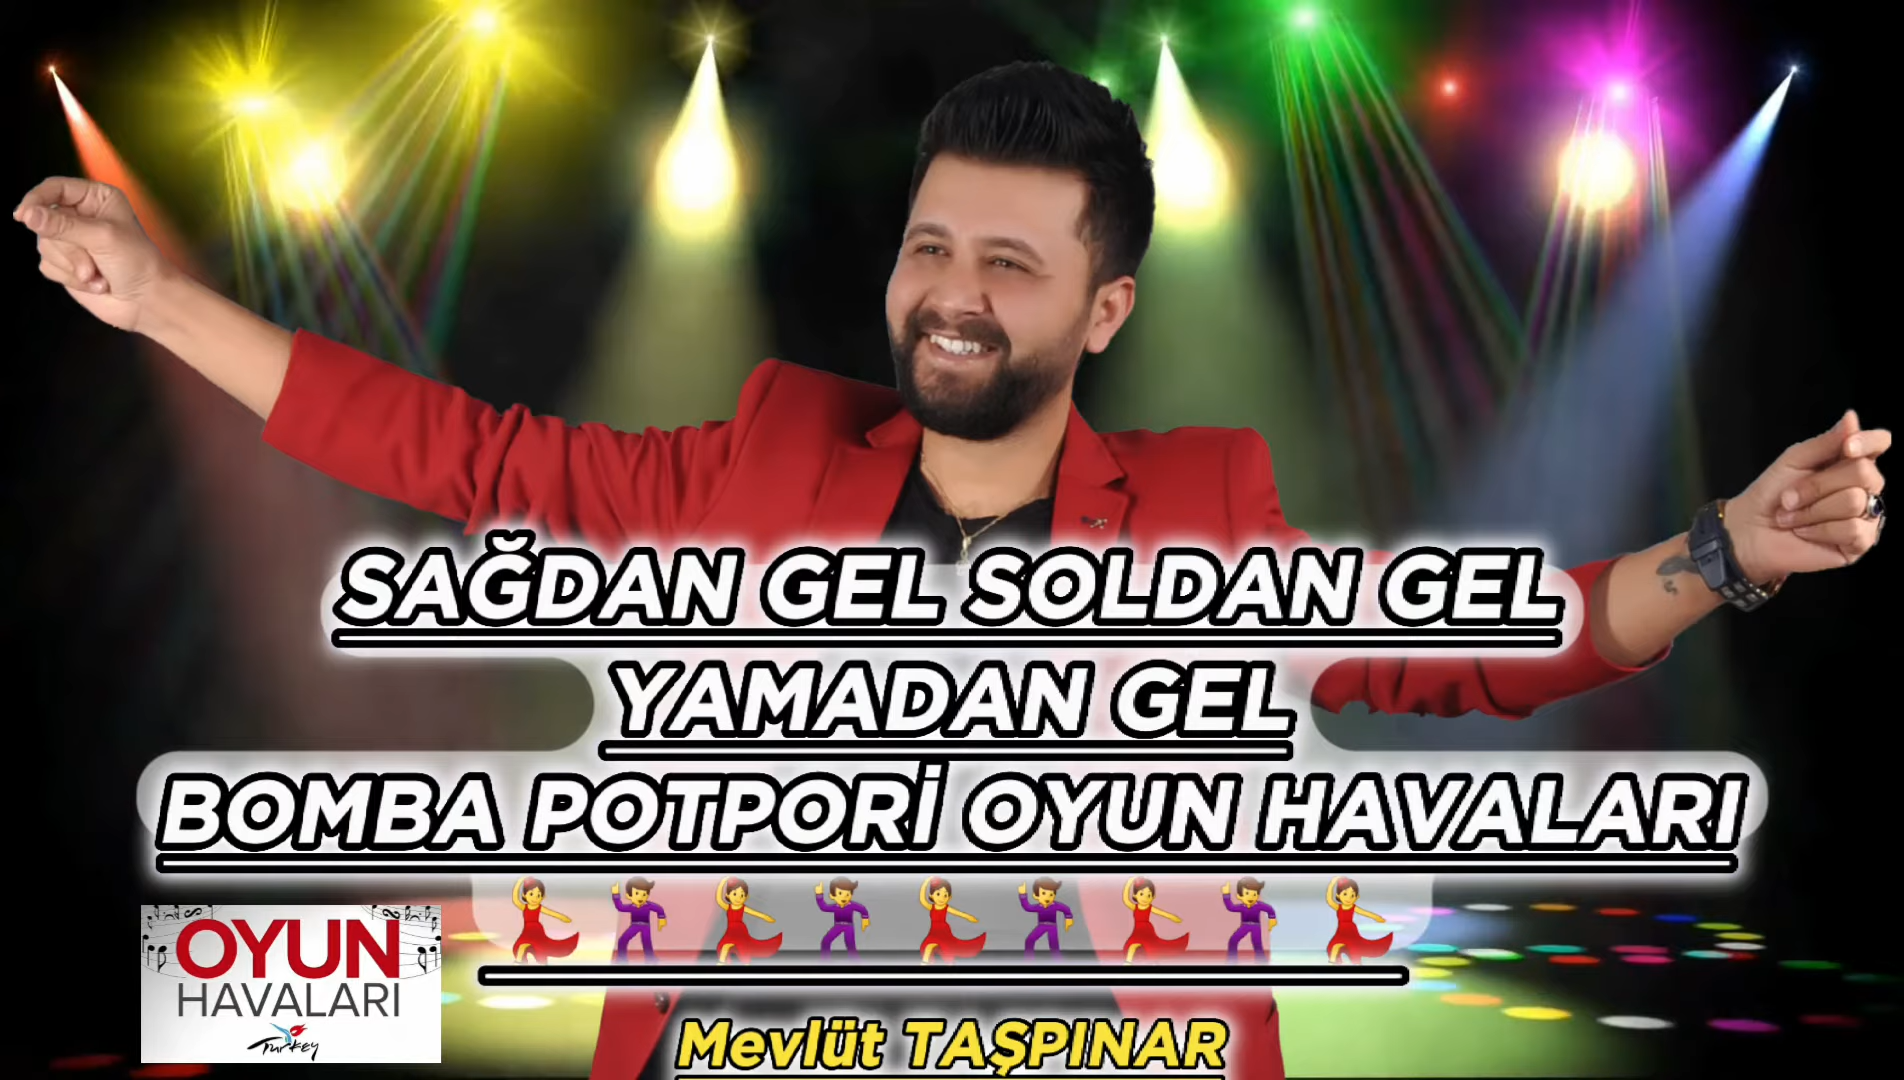 SAĞDAN GEL SOLDAN GEL
YAMADAN GEL
BOMBA POTPORİ OYUN HAVALARI
OYUN
HAVALARI
Turkey
Mevlüt TAŞPINAR